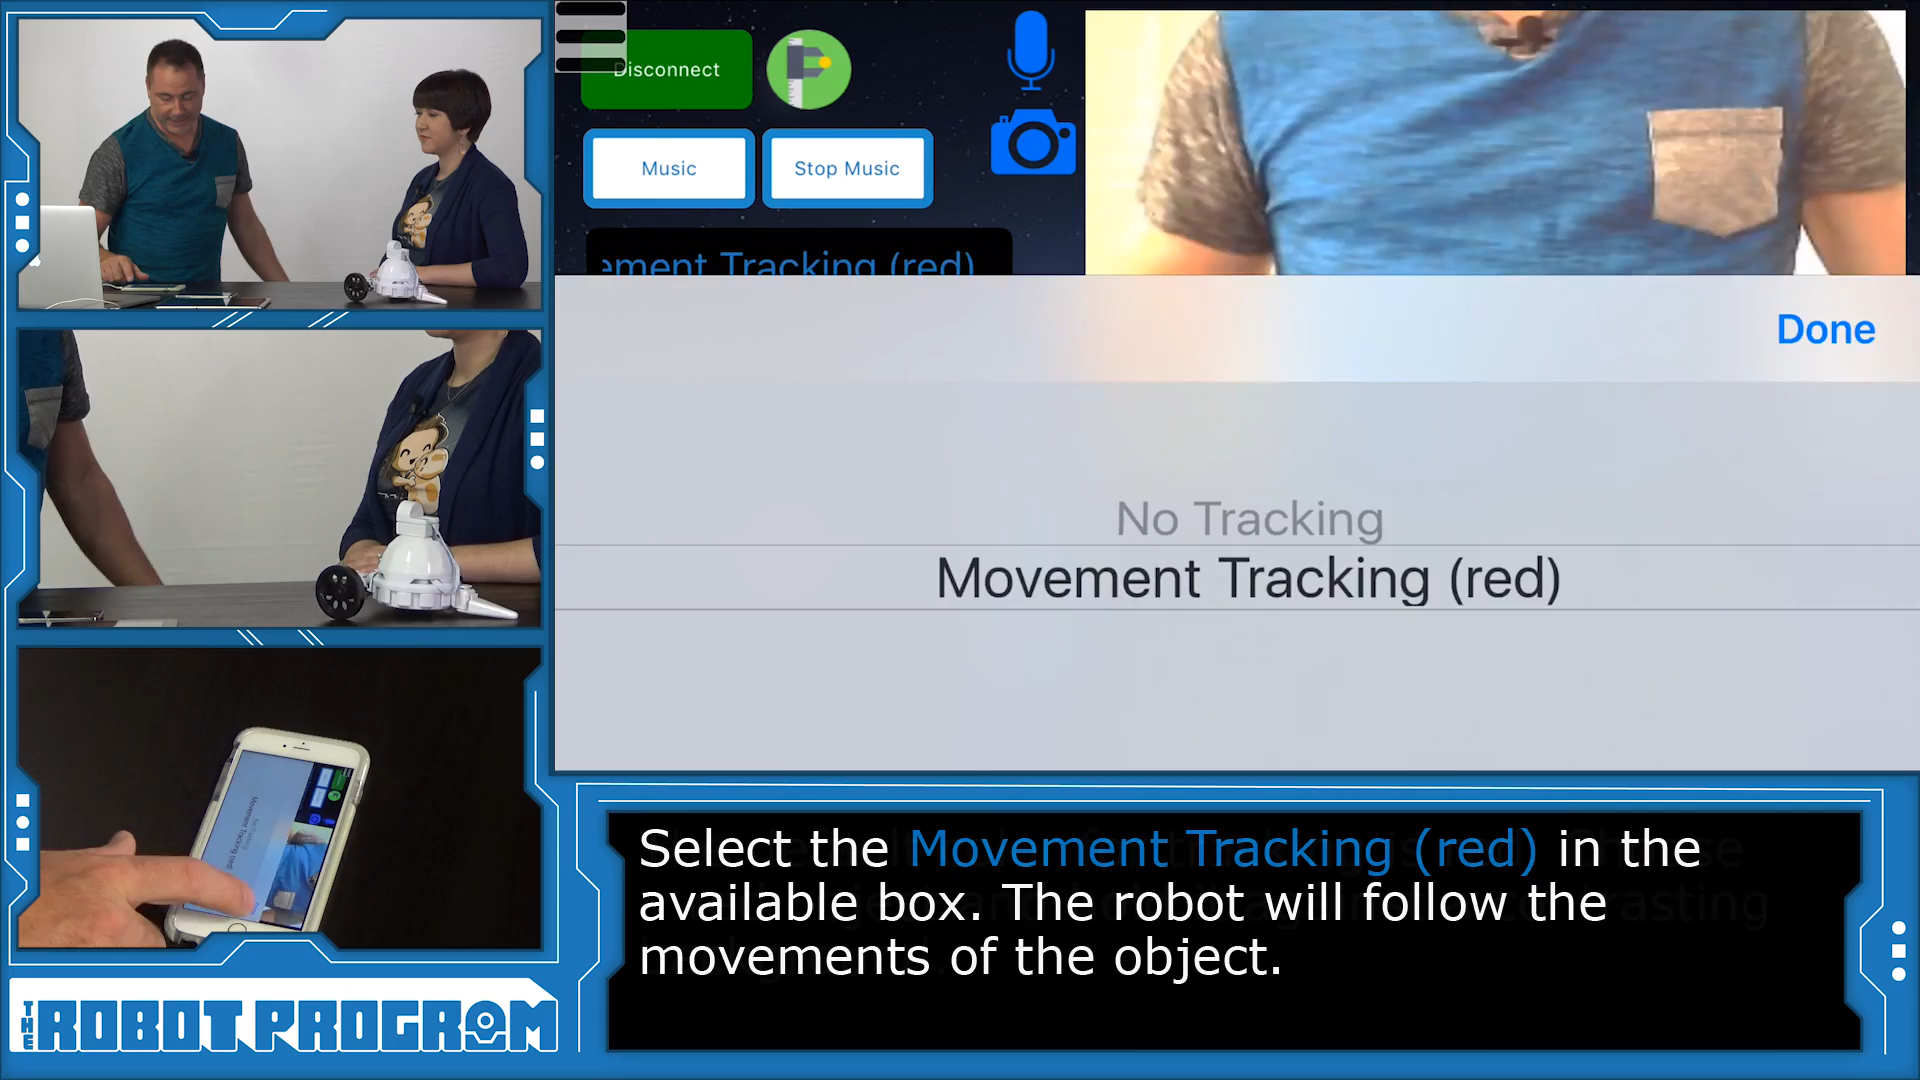 Disconnect
Music
Stop Music
ement Tracking (red)
Done
No Tracking
Movement Tracking (red)
Select the Movement Tracking (red) in the
available box. The robot will follow the
movements of the object.
THE ROBOT PROGRAM